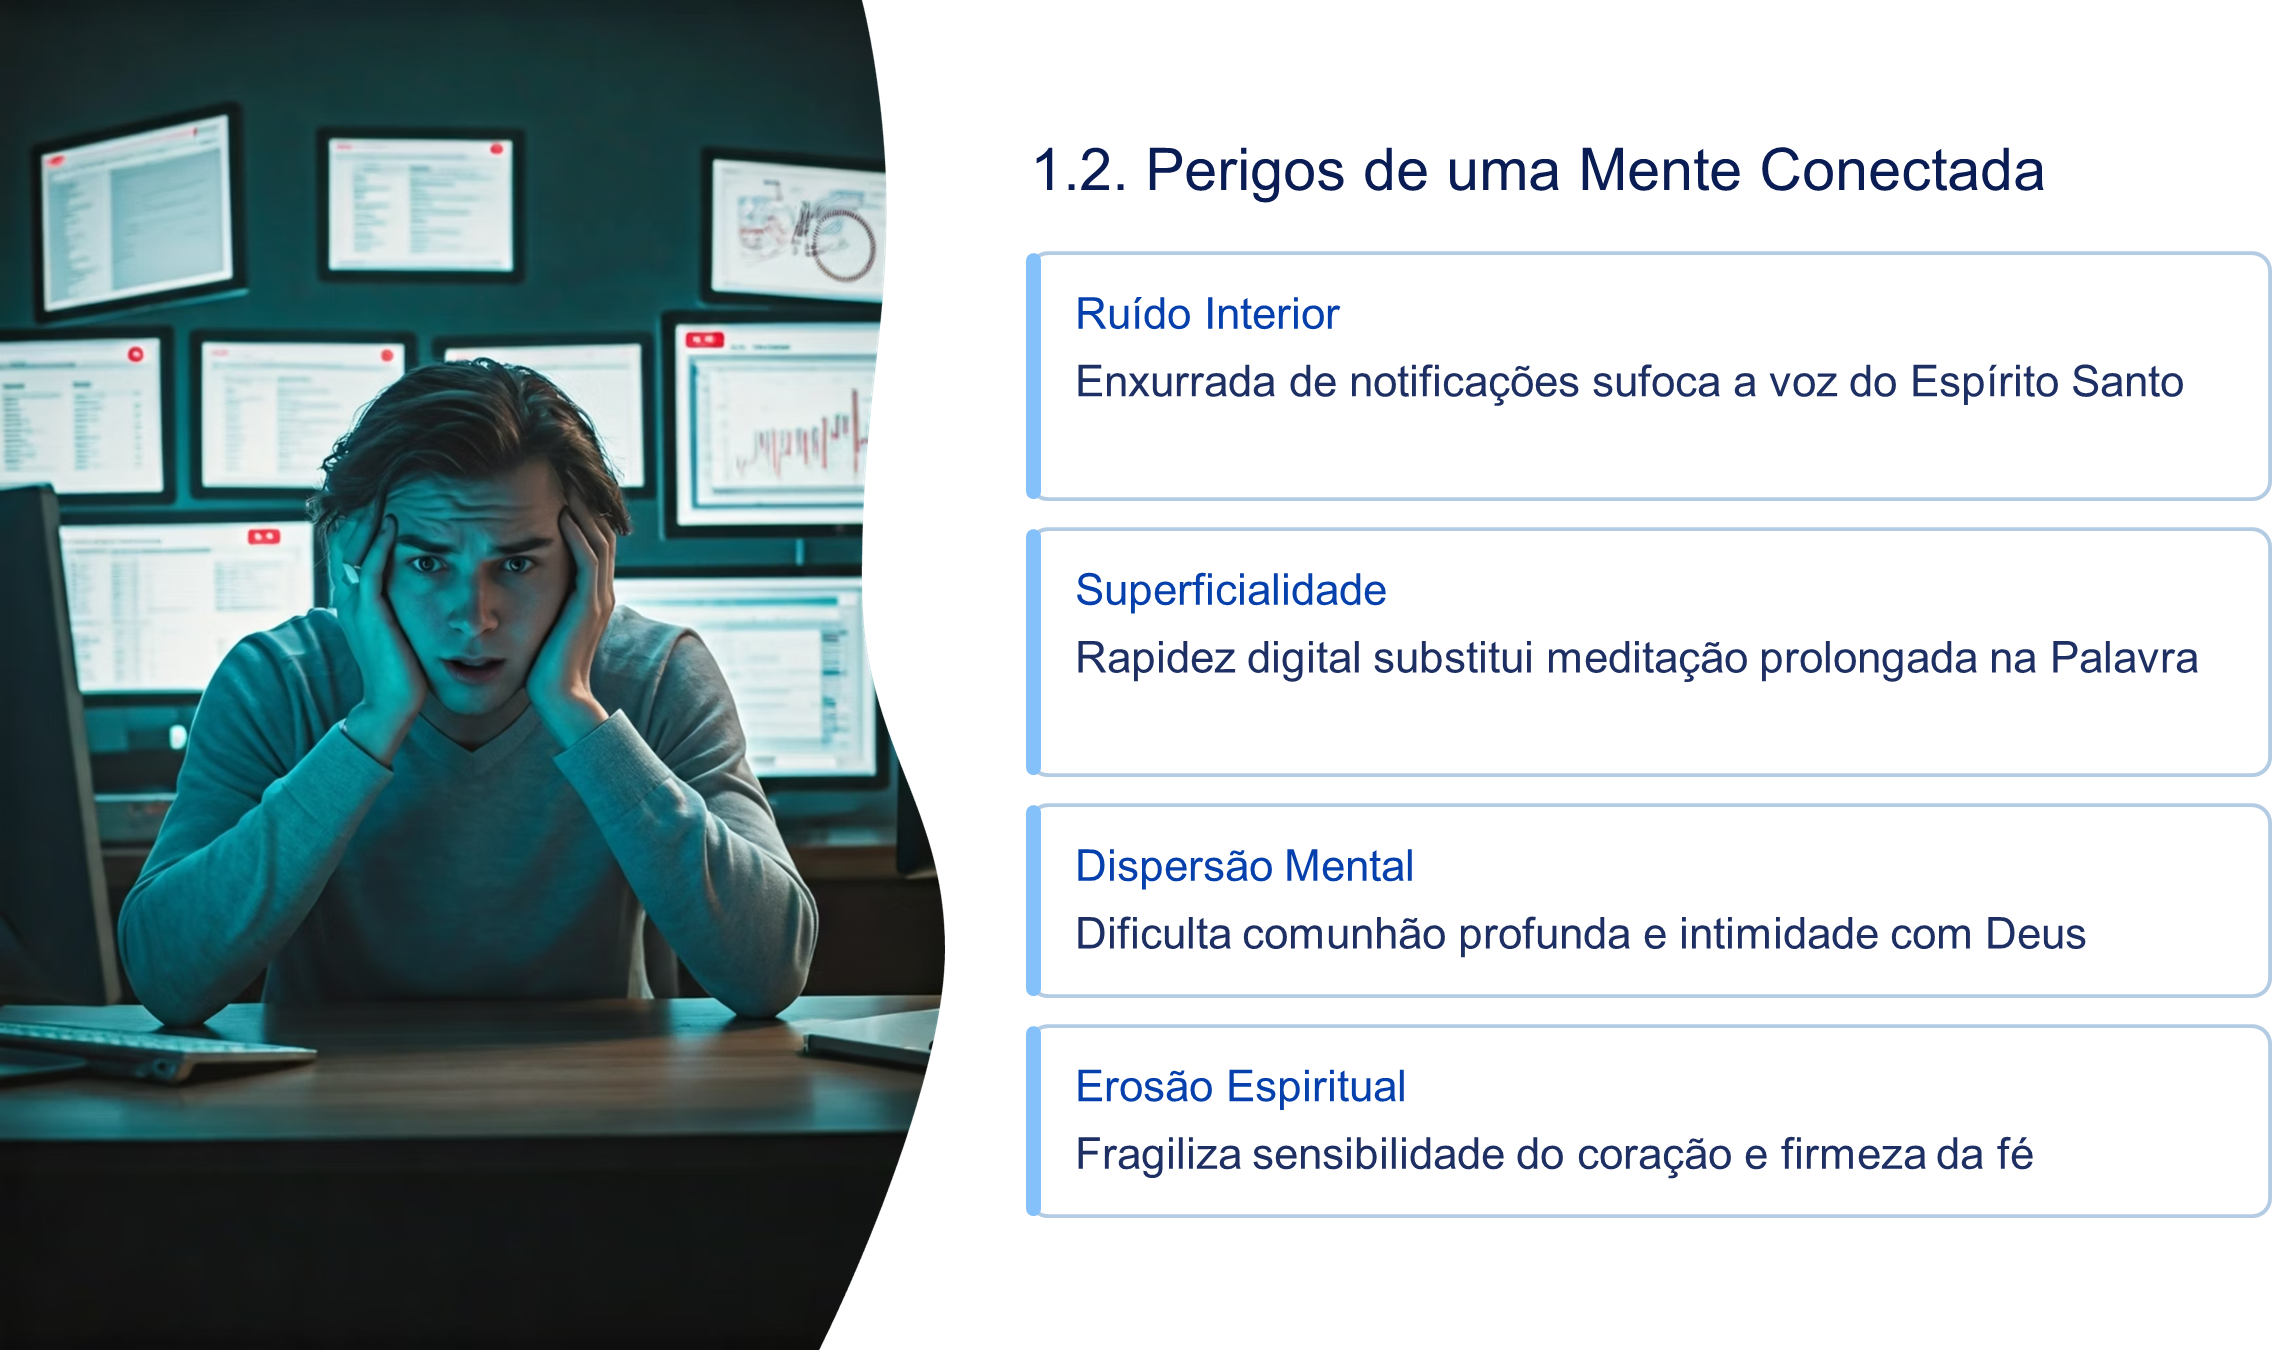 1.2. Perigos de uma Mente Conectada
Ruído Interior
Enxurrada de notificações sufoca a voz do Espírito Santo
Superficialidade
Rapidez digital substitui meditação prolongada na Palavra
Dispersão Mental
Dificulta comunhão profunda e intimidade com Deus
Erosão Espiritual
Fragiliza sensibilidade do coração e firmeza da fé